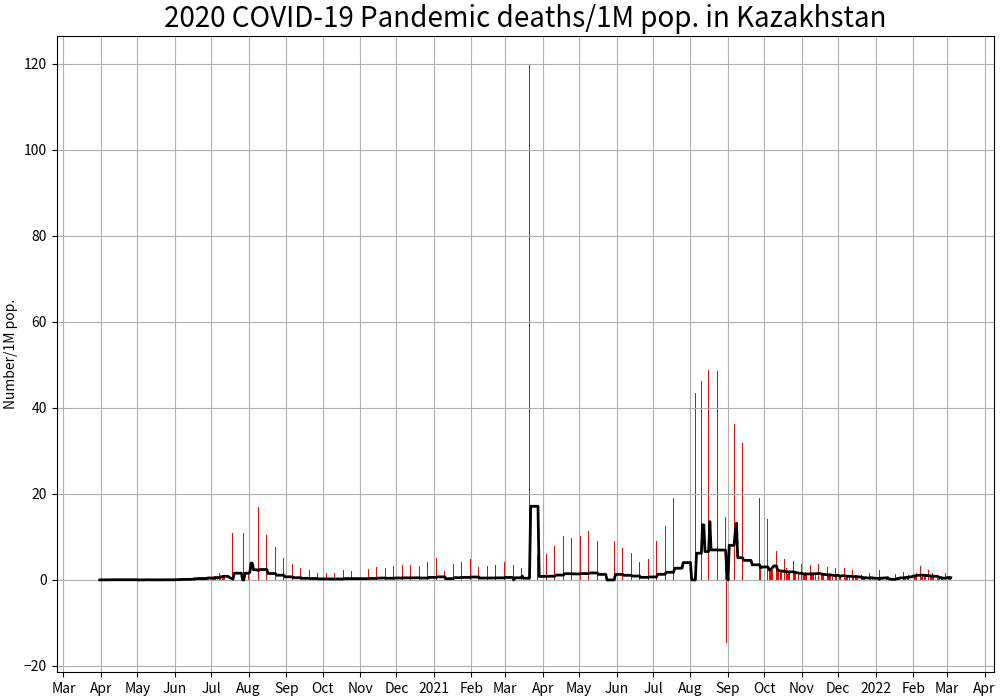 2020 COVID-19 Pandemic deaths/1M pop. in Kazakhstan
Number/1M pop.
120
100
80
60
40
20
0
−20
Mar Apr May Jun Jul Aug Sep Oct Nov Dec 2021 Feb Mar Apr May Jun Jul Aug Sep Oct Nov Dec 2022 Feb Mar Apr